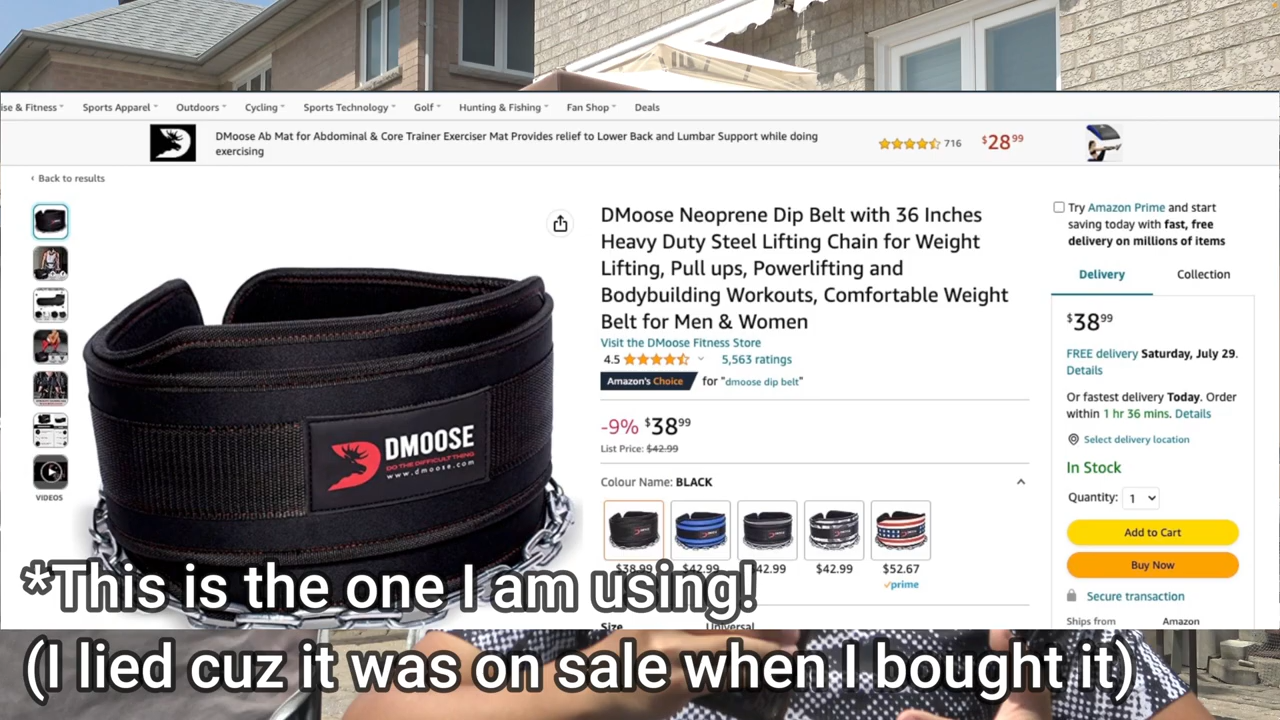 ise & Fitness Sports Apparel Outdoors Cycling Sports Technology Golf Hunting & Fishing Fan Shop Deals
DMoose Ab Mat for Abdominal & Core Trainer Exerciser Mat Provides relief to Lower Back and Lumbar Support while doing
exercising
716
$28 99
‹ Back to results
DMoose Neoprene Dip Belt with 36 Inches
Heavy Duty Steel Lifting Chain for Weight
Lifting, Pull ups, Powerlifting and
Bodybuilding Workouts, Comfortable Weight
Belt for Men & Women
Visit the DMoose Fitness Store
4.5 5,563 ratings
Amazon's Choice for "dmoose dip belt"
-9% $38 99
List Price: $42.99
Colour Name: BLACK
$38.99 $42.99 $42.99 $42.99 $52.67
prime
Size Universal
VIDEOS
DMOOSE
DO THE DIFFICULT THING
www.dmoose.com
Try Amazon Prime and start
saving today with fast, free
delivery on millions of items
Delivery Collection
$38 99
FREE delivery Saturday, July 29.
Details
Or fastest delivery Today. Order
within 1 hr 36 mins. Details
Select delivery location
In Stock
Quantity: 1
Add to Cart
Buy Now
Secure transaction
Ships from Amazon
*This is the one I am using!
(I lied cuz it was on sale when I bought it)